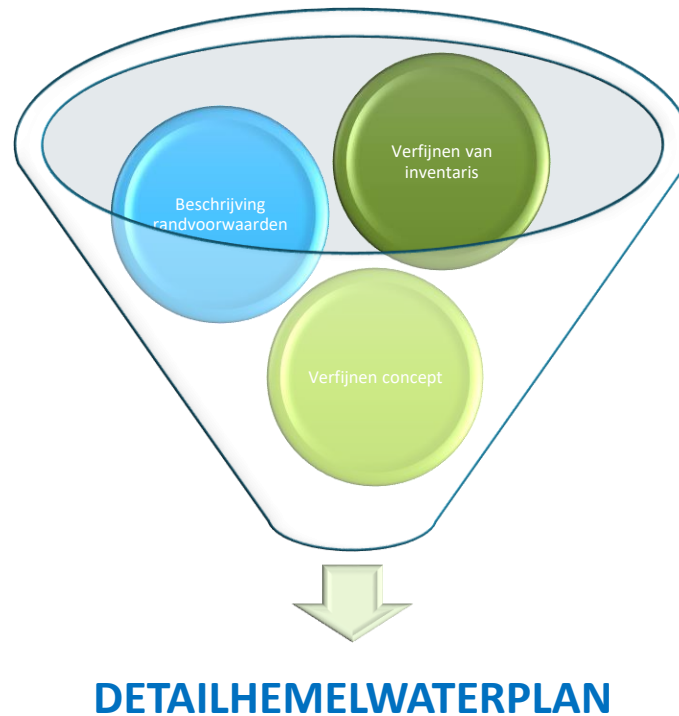 Verfijnen van
inventaris
Beschrijving
randvoorwaarden
Verfijnen concept
DETAILHEMELWATERPLAN